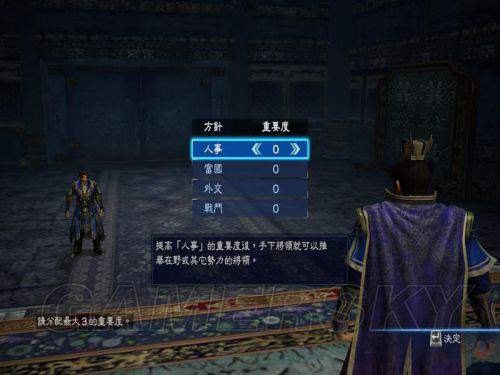 方針 重要度
人事 0
富國 0
外交 0
戰鬥 0
提高「人事」的重要度後，手下將領就可以推
舉在野或其它勢力的將領。
GAMERSKY
請分配最大3的重要度。
決定